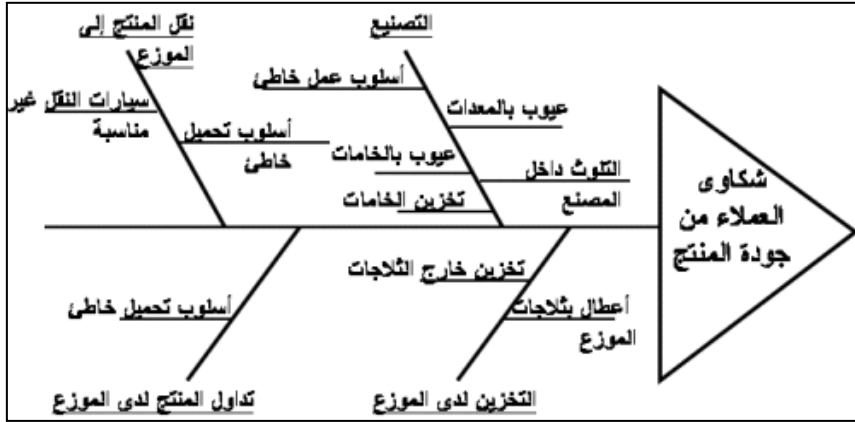 نقل المنتج إلى
الموزع
سيارات النقل غير
مناسبة
أسلوب تحميل
خاطئ
التصنيع
أسلوب عمل خاطئ
عيوب بالمعدات
عيوب بالخامات
التلوث داخل
المصنع
تخزين الخامات
شكاوى
العملاء من
جودة المنتج
تخزين خارج الثلاجات
أعطال بثلاجات
الموزع
التخزين لدى الموزع
أسلوب تحميل خاطئ
تداول المنتج لدى الموزع